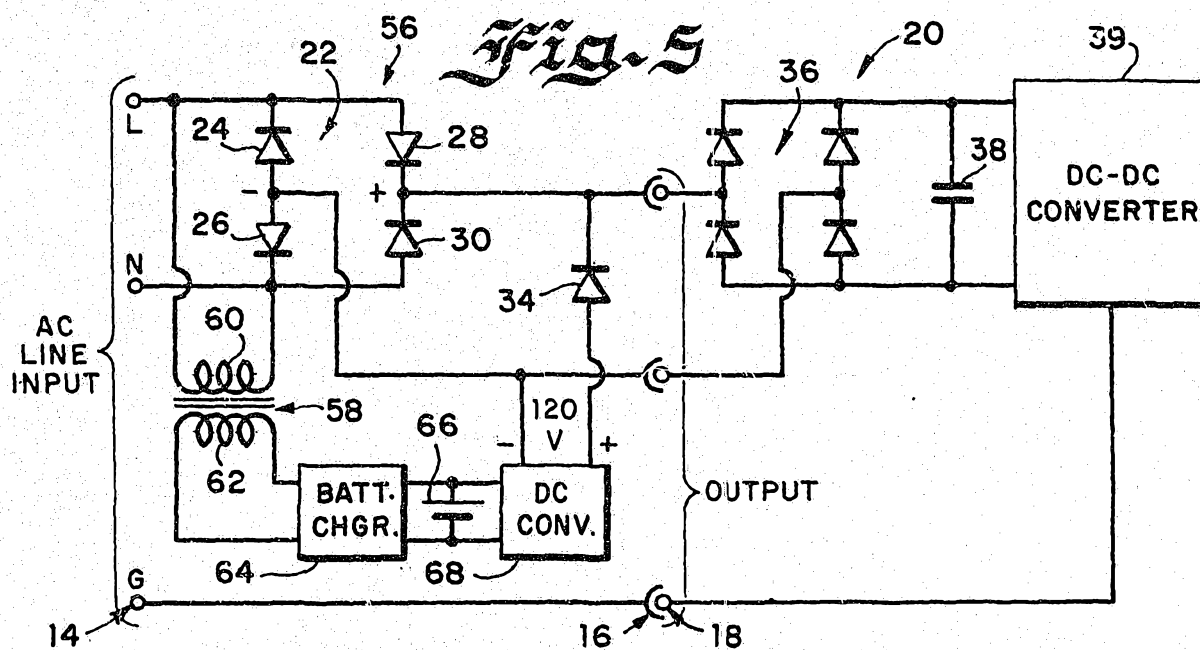 Fig. 5
56
20
39
22
36
L
24
28
38
DC-DC
CONVERTER
-
+
26
30
N
34
60
AC
LINE
INPUT
58
120
V
-
+
66
62
BATT.
CHGR.
DC
CONV.
OUTPUT
64
68
G
14
16
18